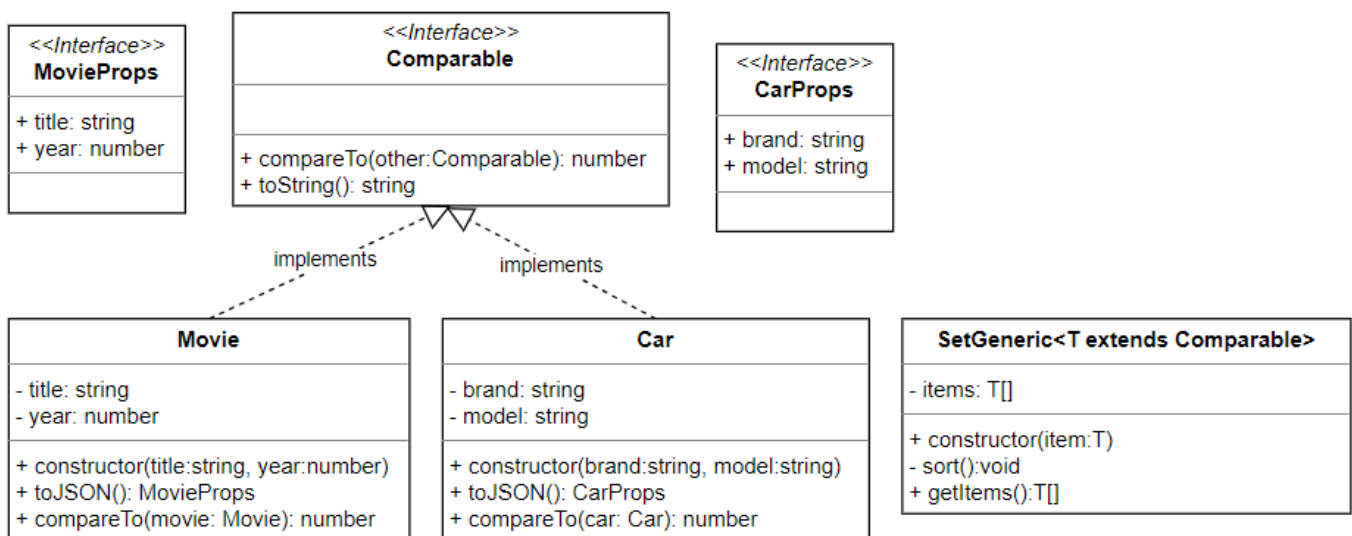 <<Interface>>
MovieProps
+ title: string
+ year: number
<<Interface>>
Comparable
+ compareTo(other:Comparable): number
+ toString(): string
<<Interface>>
CarProps
+ brand: string
+ model: string
implements
implements
Movie
- title: string
- year: number
+ constructor(title:string, year:number)
+ toJSON(): MovieProps
+ compareTo(movie: Movie): number
Car
- brand: string
- model: string
+ constructor(brand:string, model:string)
+ toJSON(): CarProps
+ compareTo(car: Car): number
SetGeneric<T extends Comparable>
- items: T[]
+ constructor(item:T)
- sort():void
+ getItems():T[]